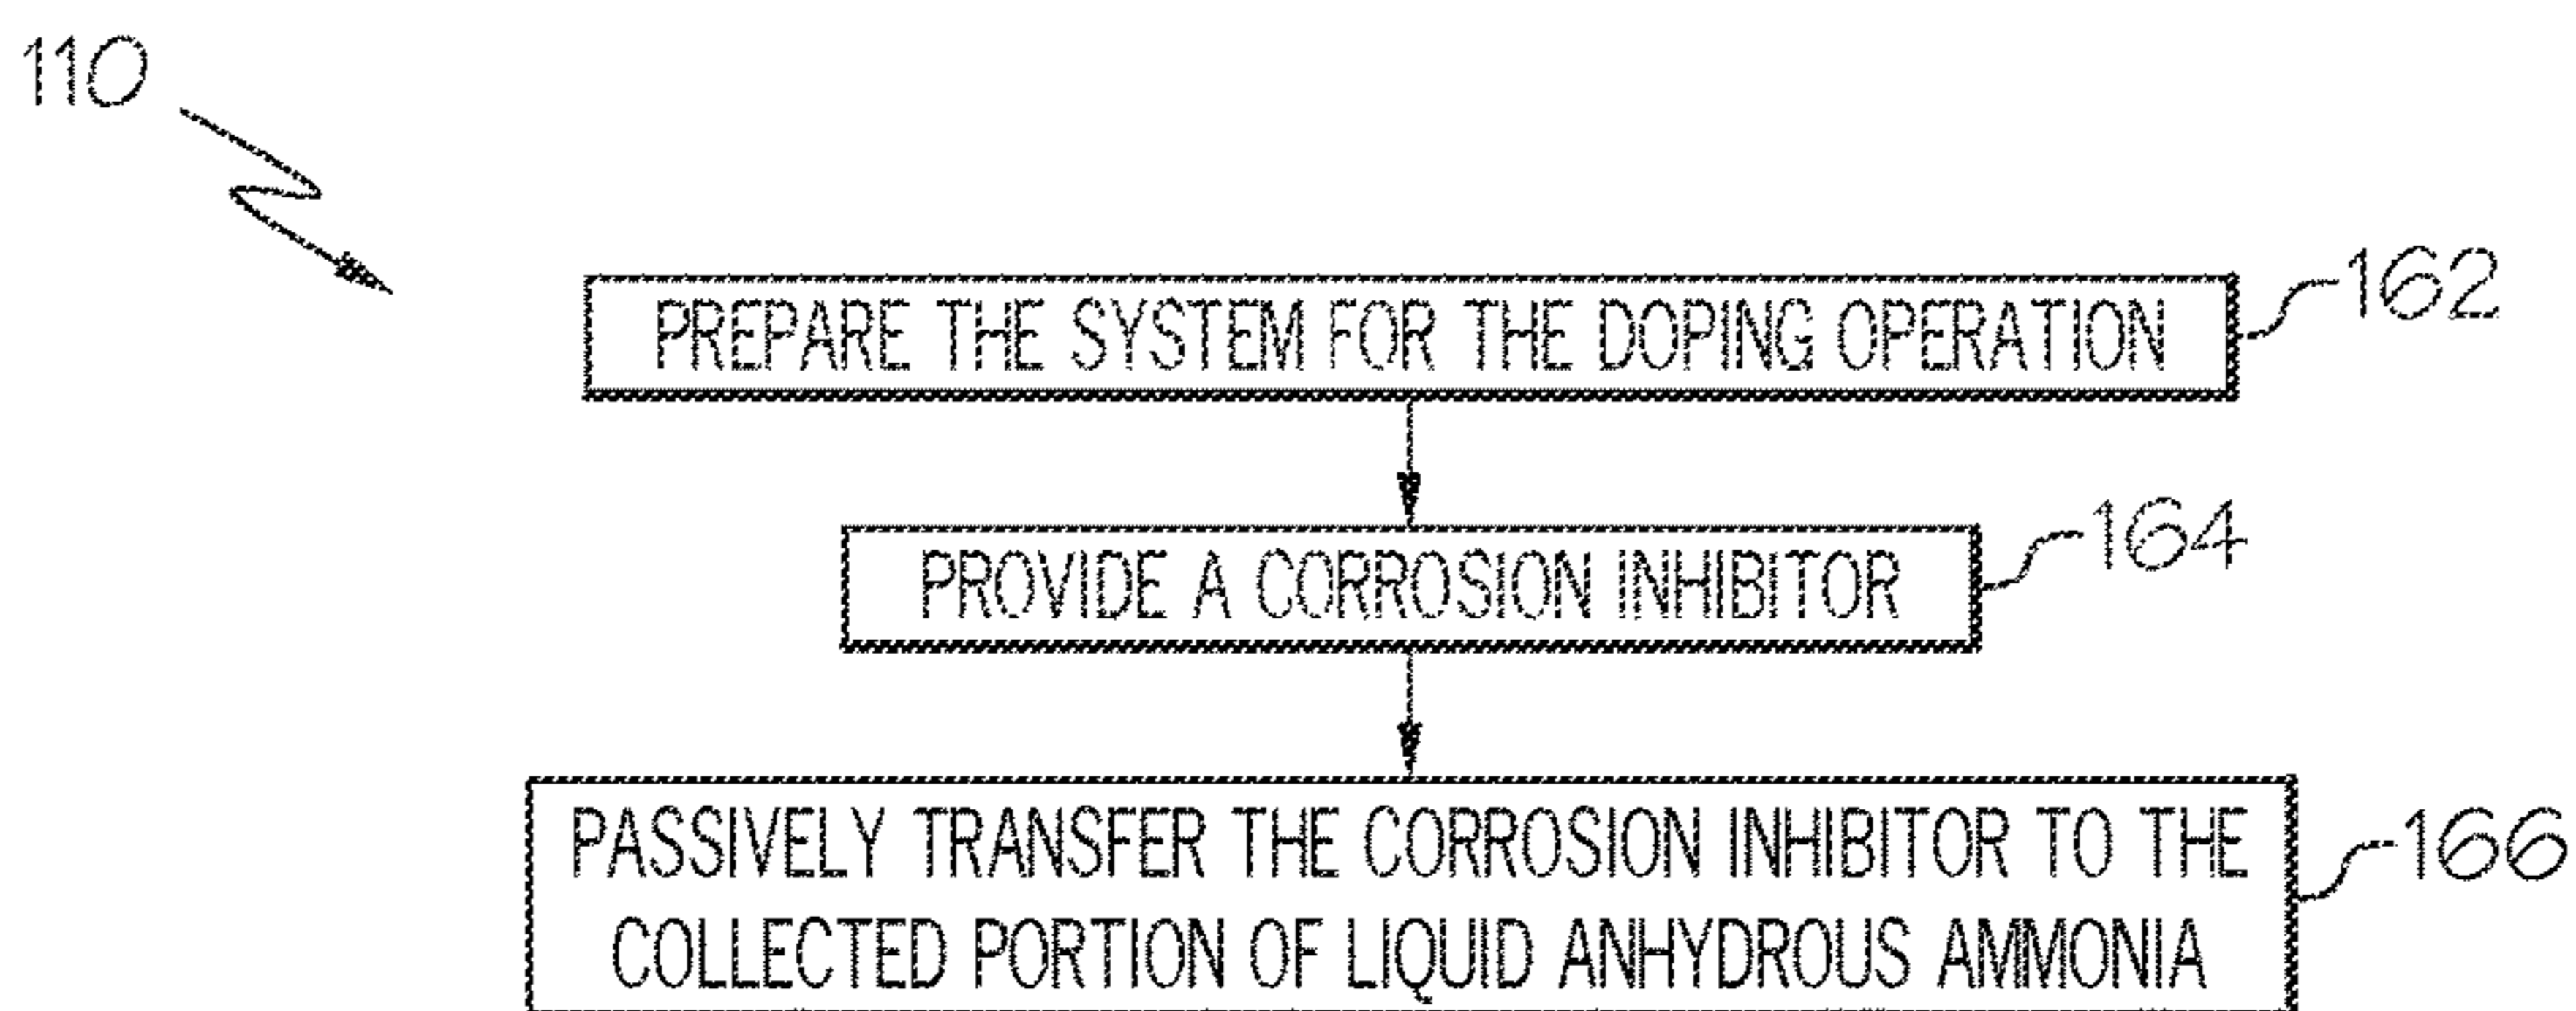 110
PREPARE THE SYSTEM FOR THE DOPING OPERATION
162
PROVIDE A CORROSION INHIBITOR
164
PASSIVELY TRANSFER THE CORROSION INHIBITOR TO THE
COLLECTED PORTION OF LIQUID ANHYDROUS AMMONIA
166